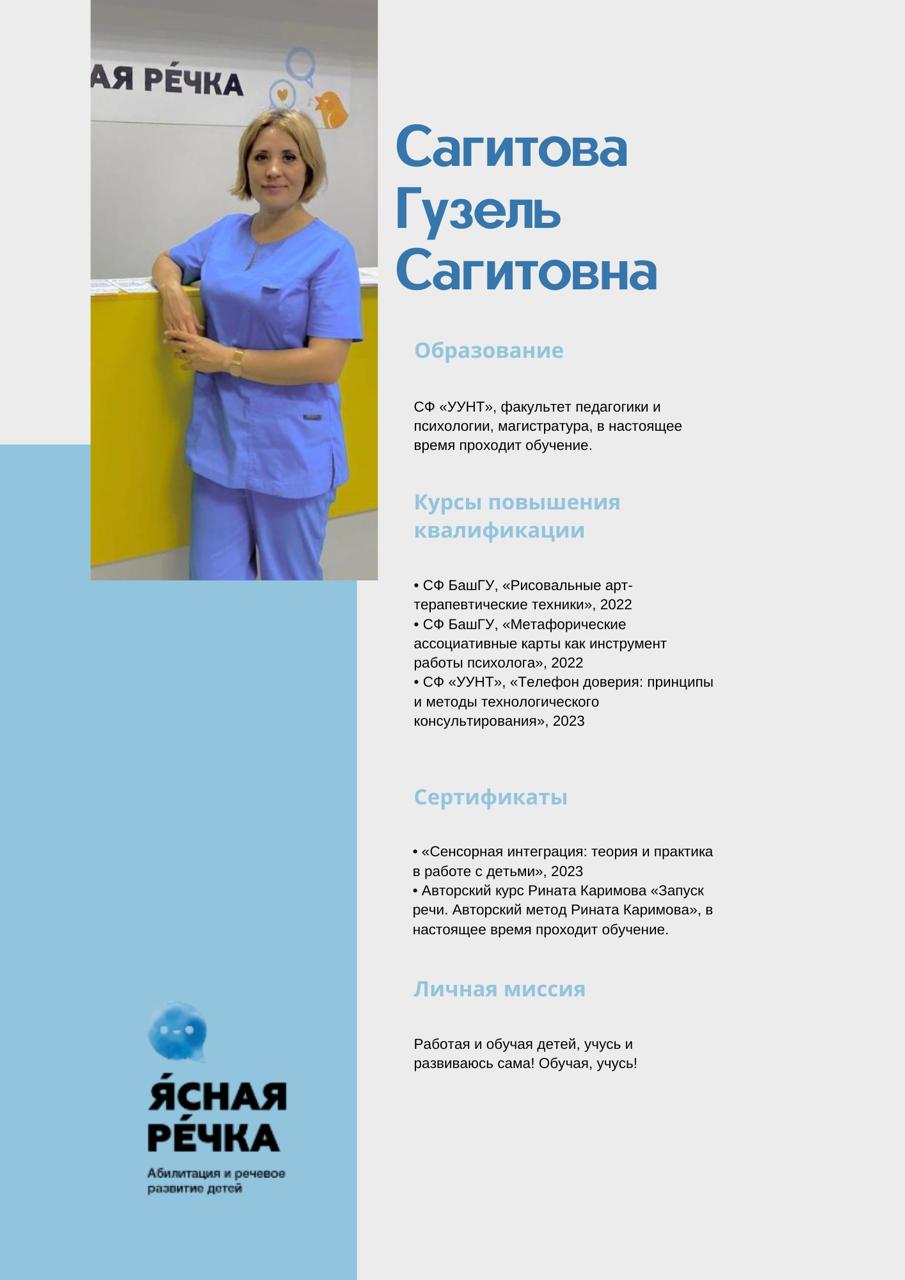 АЯ РЕ́ЧКА
Сагитова
Гузель
Сагитовна
Образование
СФ «УУНТ», факультет педагогики и
психологии, магистратура, в настоящее
время проходит обучение.
Курсы повышения
квалификации
• СФ БашГУ, «Рисовальные арт-
терапевтические техники», 2022
• СФ БашГУ, «Метафорические
ассоциативные карты как инструмент
работы психолога», 2022
• СФ «УУНТ», «Телефон доверия: принципы
и методы технологического
консультирования», 2023
Сертификаты
• «Сенсорная интеграция: теория и практика
в работе с детьми», 2023
• Авторский курс Рината Каримова «Запуск
речи. Авторский метод Рината Каримова», в
настоящее время проходит обучение.
Личная миссия
Работая и обучая детей, учусь и
развиваюсь сама! Обучая, учусь!
Я́СНАЯ
РЕ́ЧКА
Абилитация и речевое
развитие детей